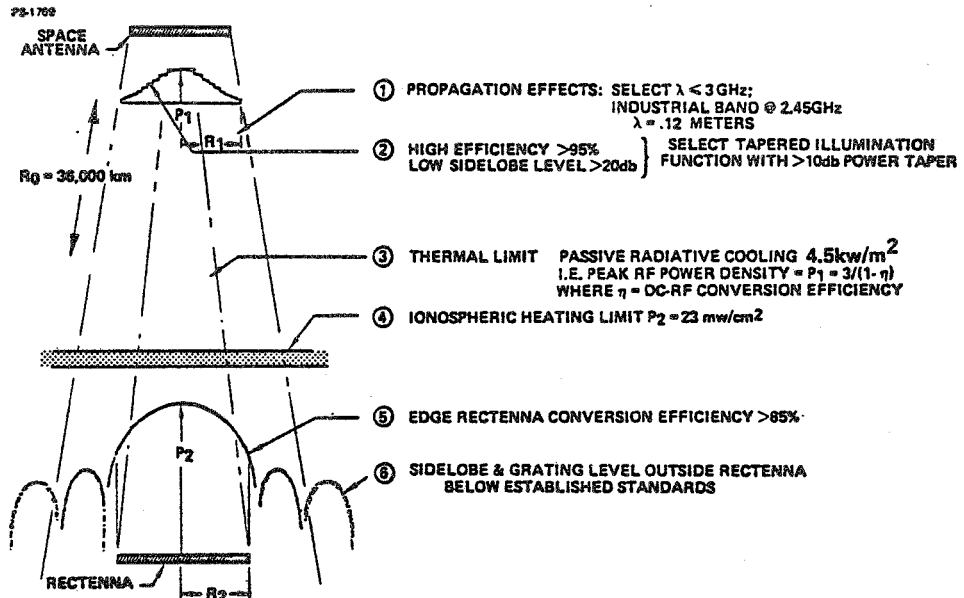 PS-1769
SPACE
ANTENNA
P1
R1
R0 = 36,000 km
① PROPAGATION EFFECTS: SELECT λ ≤ 3 GHz;
INDUSTRIAL BAND @ 2.45GHz
λ = .12 METERS
② HIGH EFFICIENCY >95%
LOW SIDELOBE LEVEL >20db } SELECT TAPERED ILLUMINATION
FUNCTION WITH >10db POWER TAPER
③ THERMAL LIMIT PASSIVE RADIATIVE COOLING 4.5kw/m²
I.E. PEAK RF POWER DENSITY = P1 = 3/(1- η)
WHERE η = DC-RF CONVERSION EFFICIENCY
④ IONOSPHERIC HEATING LIMIT P2 = 23 mw/cm²
⑤ EDGE RECTENNA CONVERSION EFFICIENCY >85%
P2
⑥ SIDELOBE & GRATING LEVEL OUTSIDE RECTENNA
BELOW ESTABLISHED STANDARDS
RECTENNA
R2